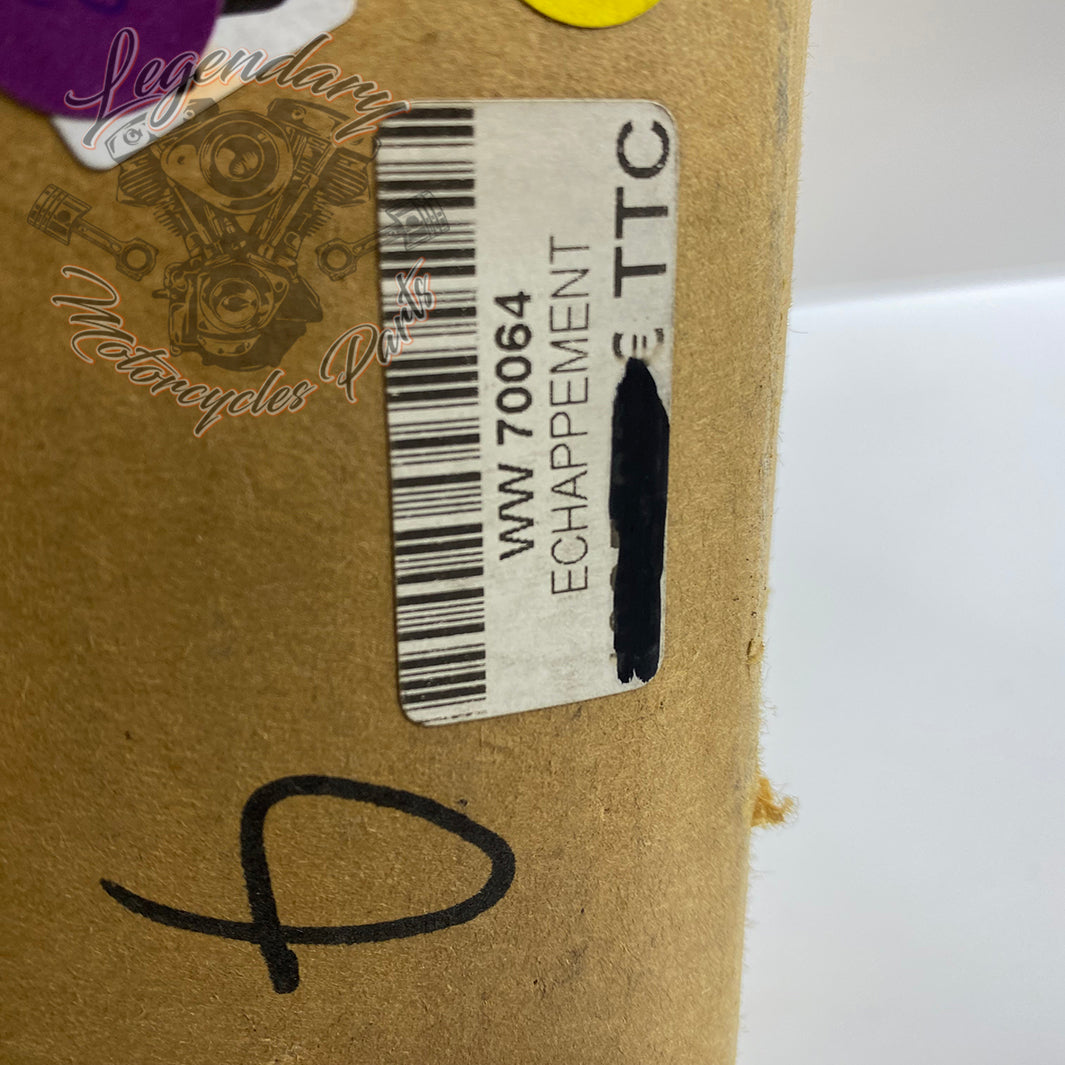 Legendary
Motorcycles Parts
WW 70064
ECHAPPEMENT
€ TTC